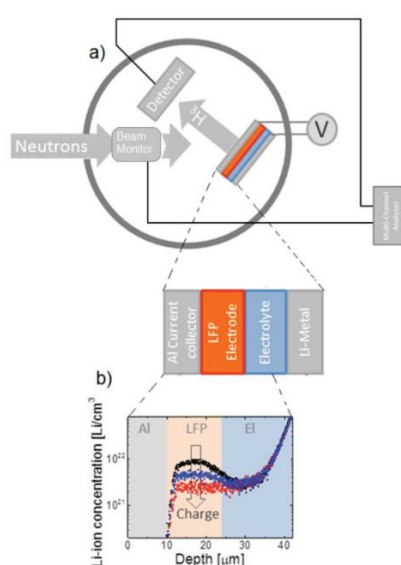 a)
Detector
³H
Neutrons
Beam
Monitor
V
Multi-Channel
Analyzer
Al Current
collector
LFP
Electrode
Electrolyte
Li-Metal
b)
Li-ion concentration [Li/cm³]
Al
LFP
El
10²²
10²¹
Charge
0
10
20
30
40
Depth [µm]